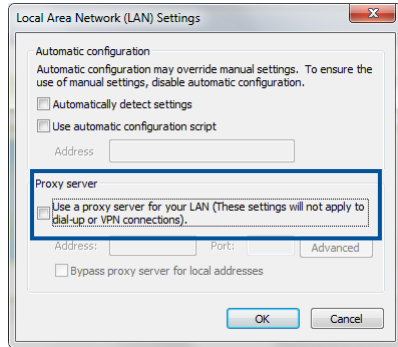 Local Area Network (LAN) Settings
Automatic configuration
Automatic configuration may override manual settings.  To ensure the
use of manual settings, disable automatic configuration.
Automatically detect settings
Use automatic configuration script
Address
Proxy server
Use a proxy server for your LAN (These settings will not apply to
dial-up or VPN connections).
Address:
Port:
Advanced
Bypass proxy server for local addresses
OK
Cancel